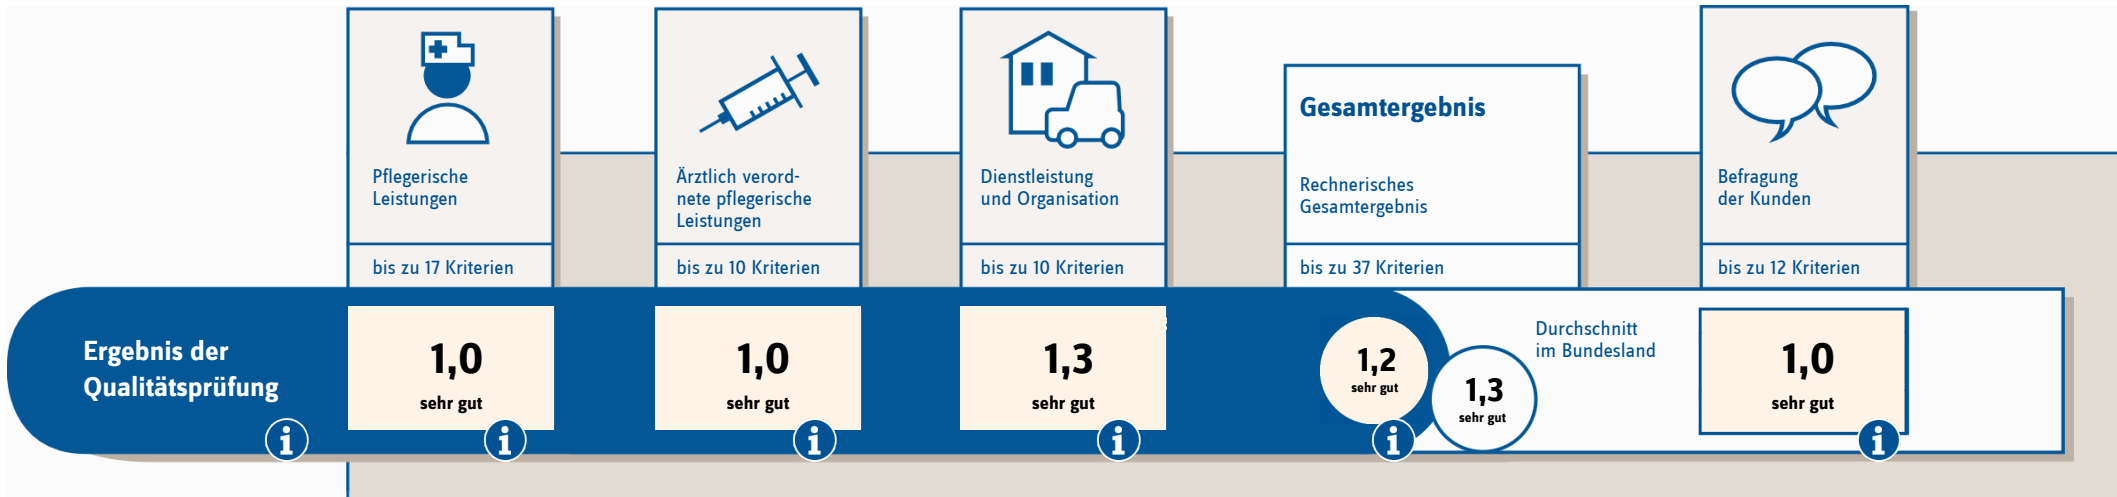 Pflegerische
Leistungen
bis zu 17 Kriterien
Ärztlich verord-
nete pflegerische
Leistungen
bis zu 10 Kriterien
Dienstleistung
und Organisation
bis zu 10 Kriterien
Gesamtergebnis
Rechnerisches
Gesamtergebnis
bis zu 37 Kriterien
Befragung
der Kunden
bis zu 12 Kriterien
Ergebnis der
Qualitätsprüfung
i
1,0
sehr gut
i
1,0
sehr gut
i
1,3
sehr gut
i
1,2
sehr gut
i
1,3
sehr gut
Durchschnitt
im Bundesland
1,0
sehr gut
i